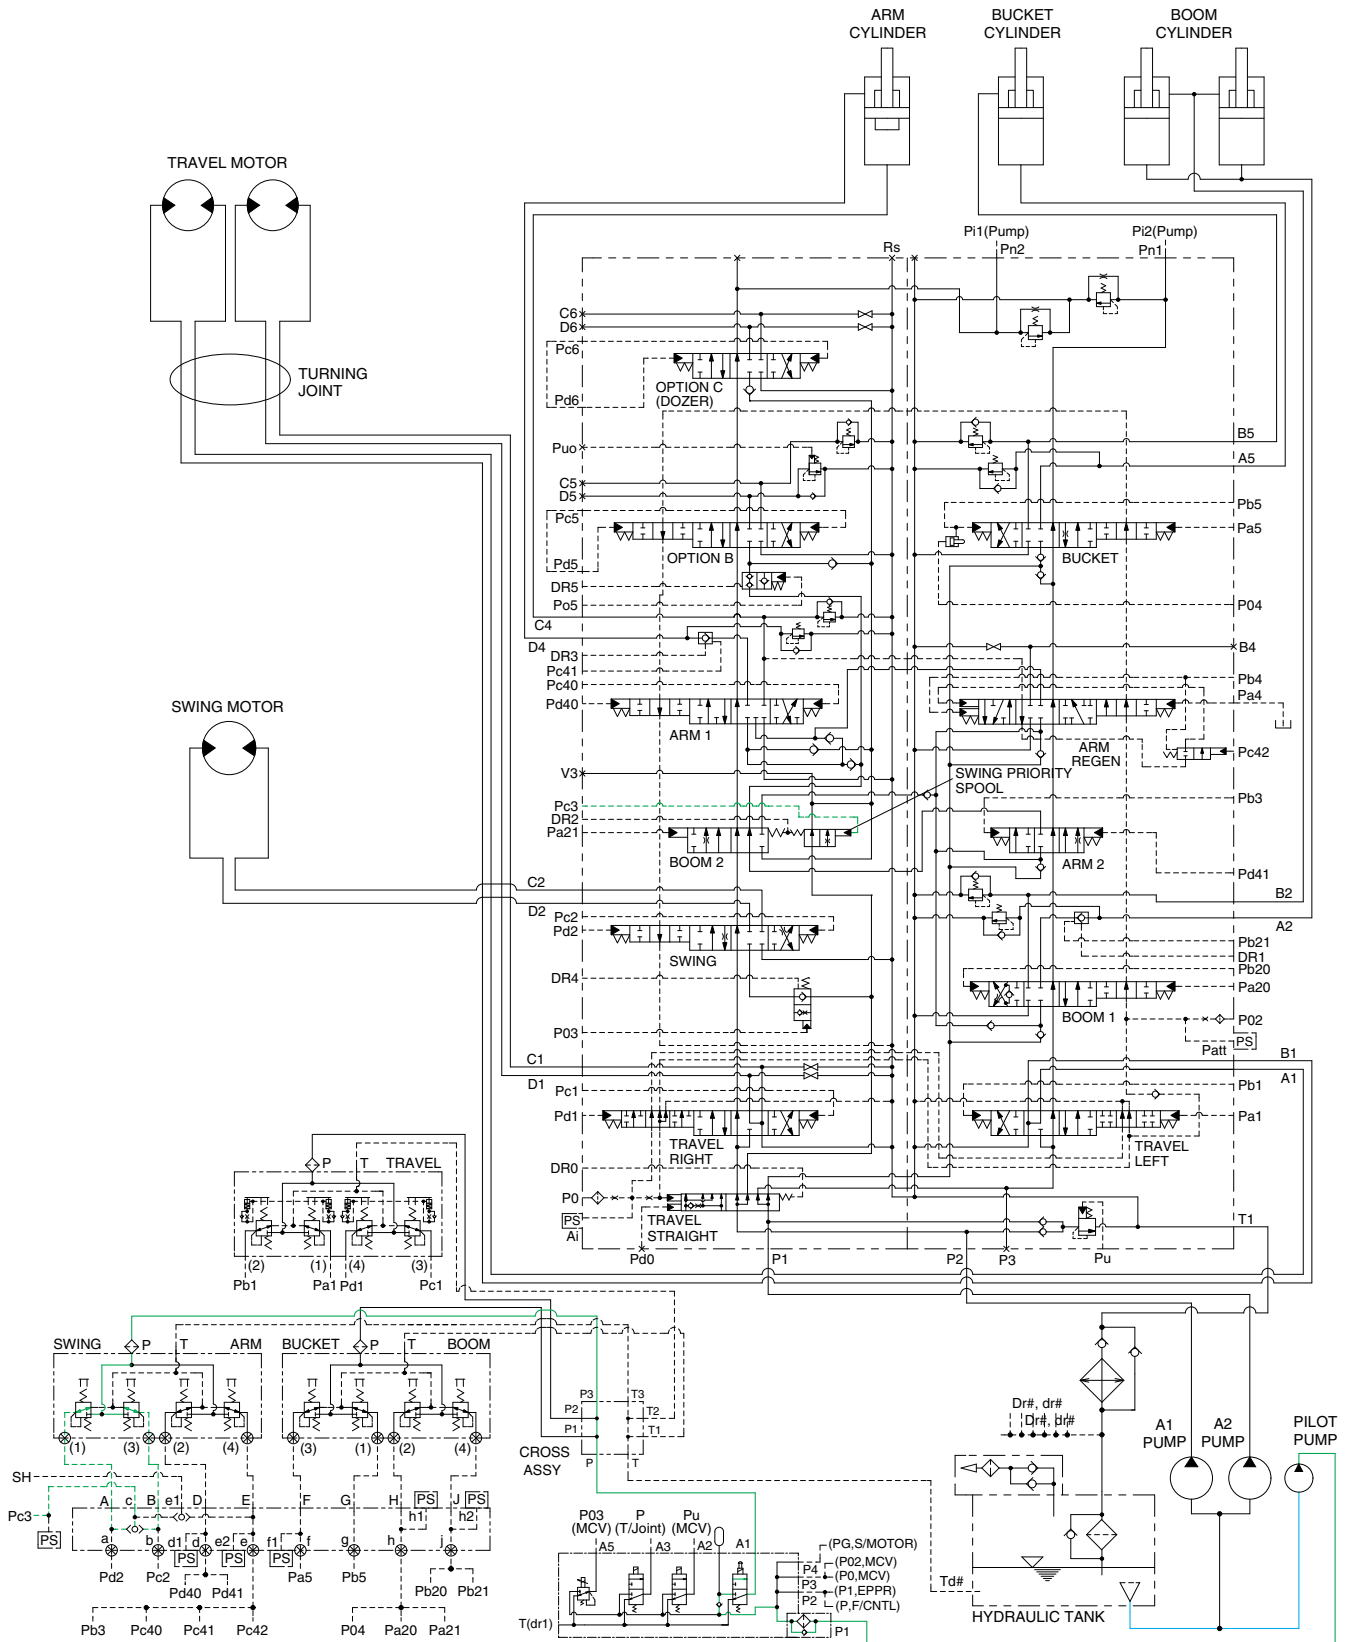 ARM
CYLINDER
BUCKET
CYLINDER
BOOM
CYLINDER
TRAVEL MOTOR
TURNING
JOINT
SWING MOTOR
Pi1(Pump)
Pn2
Pi2(Pump)
Pn1
Rs
C6
D6
Pc6
Pd6
OPTION C
(DOZER)
Puo
C5
D5
Pc5
Pd5
OPTION B
DR5
Po5
C4
D4
DR3
Pc41
Pc40
Pd40
ARM 1
V3
Pc3
DR2
Pa21
BOOM 2
C2
D2
Pc2
Pd2
SWING
DR4
P03
C1
D1
Pc1
Pd1
TRAVEL
RIGHT
DR0
P0
PS
Ai
TRAVEL
STRAIGHT
Pd0
P1
P2
P3
Pu
T1
B5
A5
Pb5
Pa5
BUCKET
P04
B4
Pb4
Pa4
ARM
REGEN
Pc42
SWING PRIORITY
SPOOL
Pb3
ARM 2
Pd41
B2
A2
Pb21
DR1
Pb20
Pa20
BOOM 1
P02
PS
Patt
B1
A1
Pb1
Pa1
TRAVEL
LEFT
P
T
TRAVEL
(2)
(1)
(4)
(3)
Pb1
Pa1
Pd1
Pc1
SWING
P
T
ARM
BUCKET
P
T
BOOM
(1)
(3)
(2)
(4)
(3)
(1)
(2)
(4)
SH
Pc3
PS
A
c
B
e1
D
E
F
G
H
PS
h1
J
PS
h2
a
b
d1
d
e2
e
f1
f
g
h
j
PS
PS
PS
Pd2
Pc2
Pd40
Pd41
Pa5
Pb5
Pb20
Pb21
Pb3
Pc40
Pc41
Pc42
P04
Pa20
Pa21
P3
T3
P2
T2
P1
T1
P
T
CROSS
ASSY
P03
(MCV)
P
(T/Joint)
Pu
(MCV)
A5
A3
A2
A1
T(dr1)
P4
P3
P2
P1
(PG,S/MOTOR)
(P02,MCV)
(P0,MCV)
(P1,EPPR)
(P,F/CNTL)
Td#
Dr#, dr#
Dr#, dr#
HYDRAULIC TANK
A1
PUMP
A2
PUMP
PILOT
PUMP